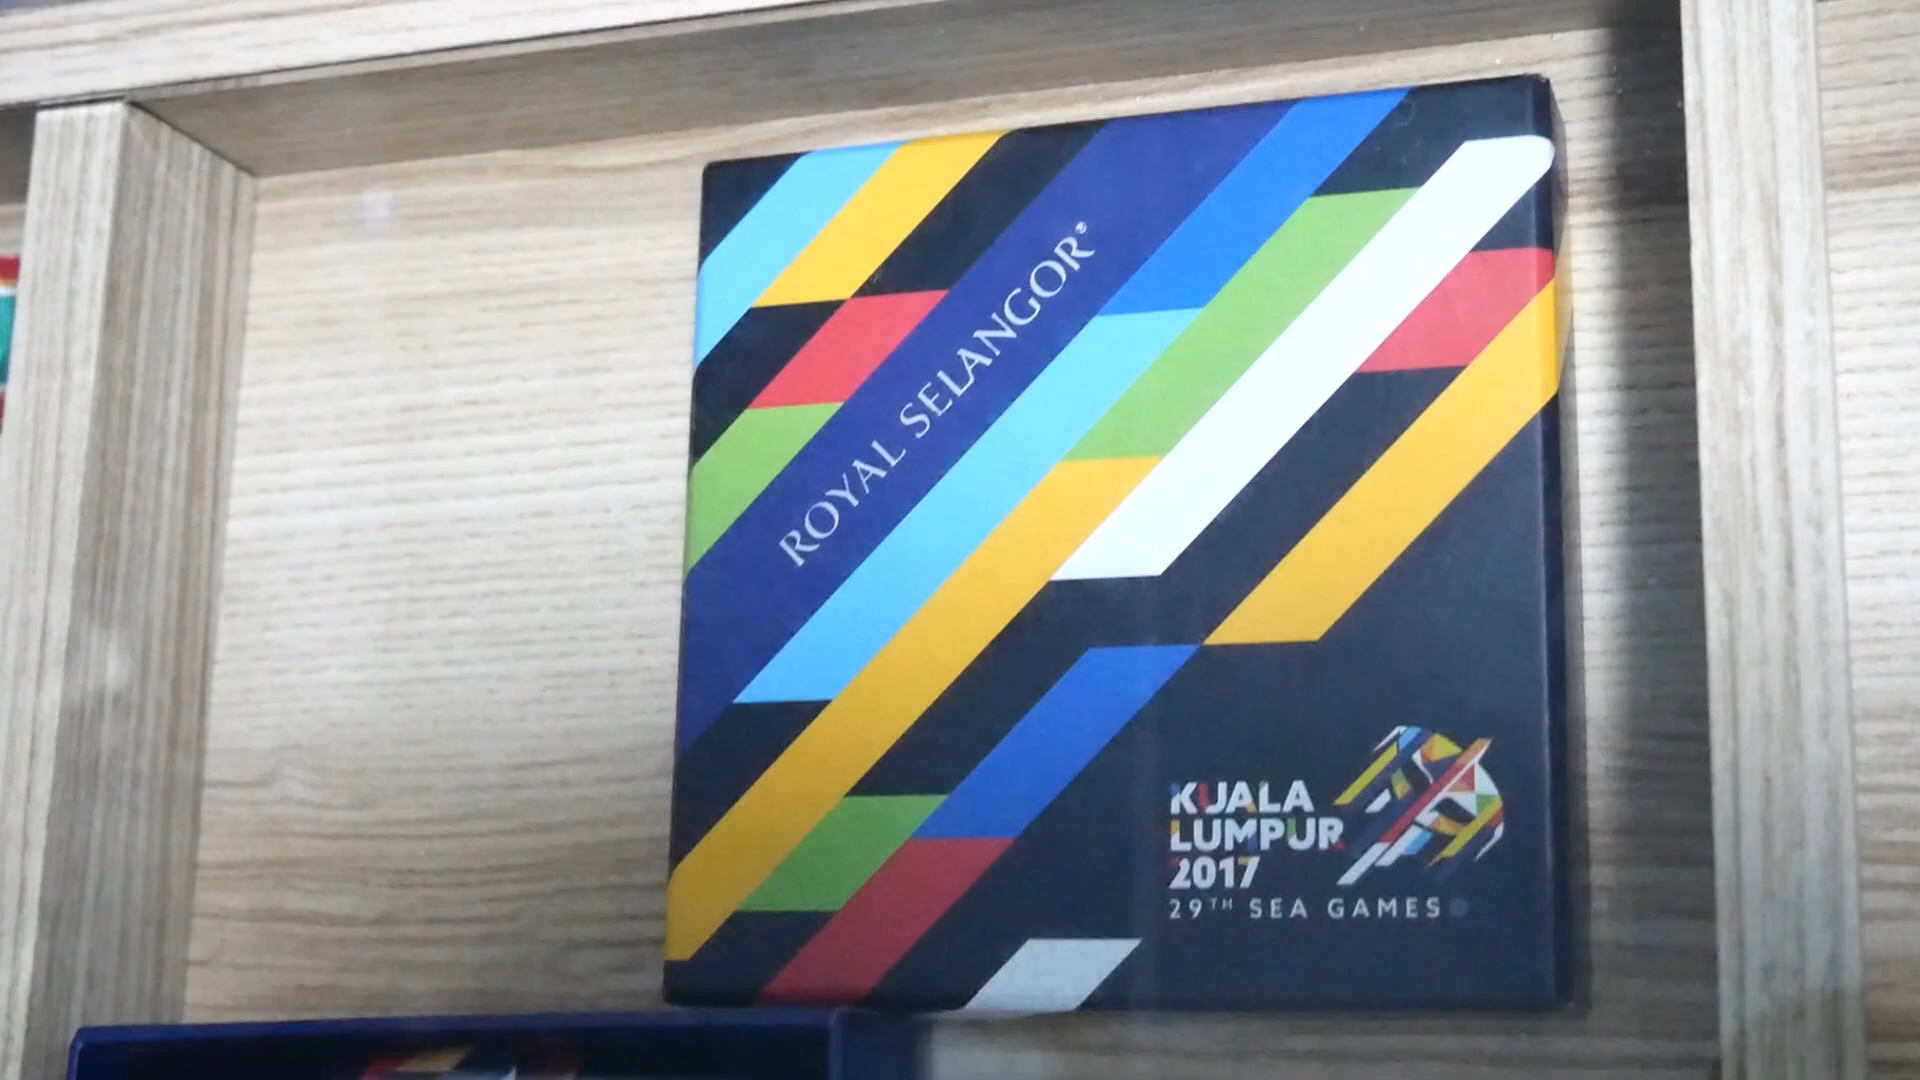 ROYAL SELANGOR®
KUALA
LUMPUR
2017
29TH SEA GAMES